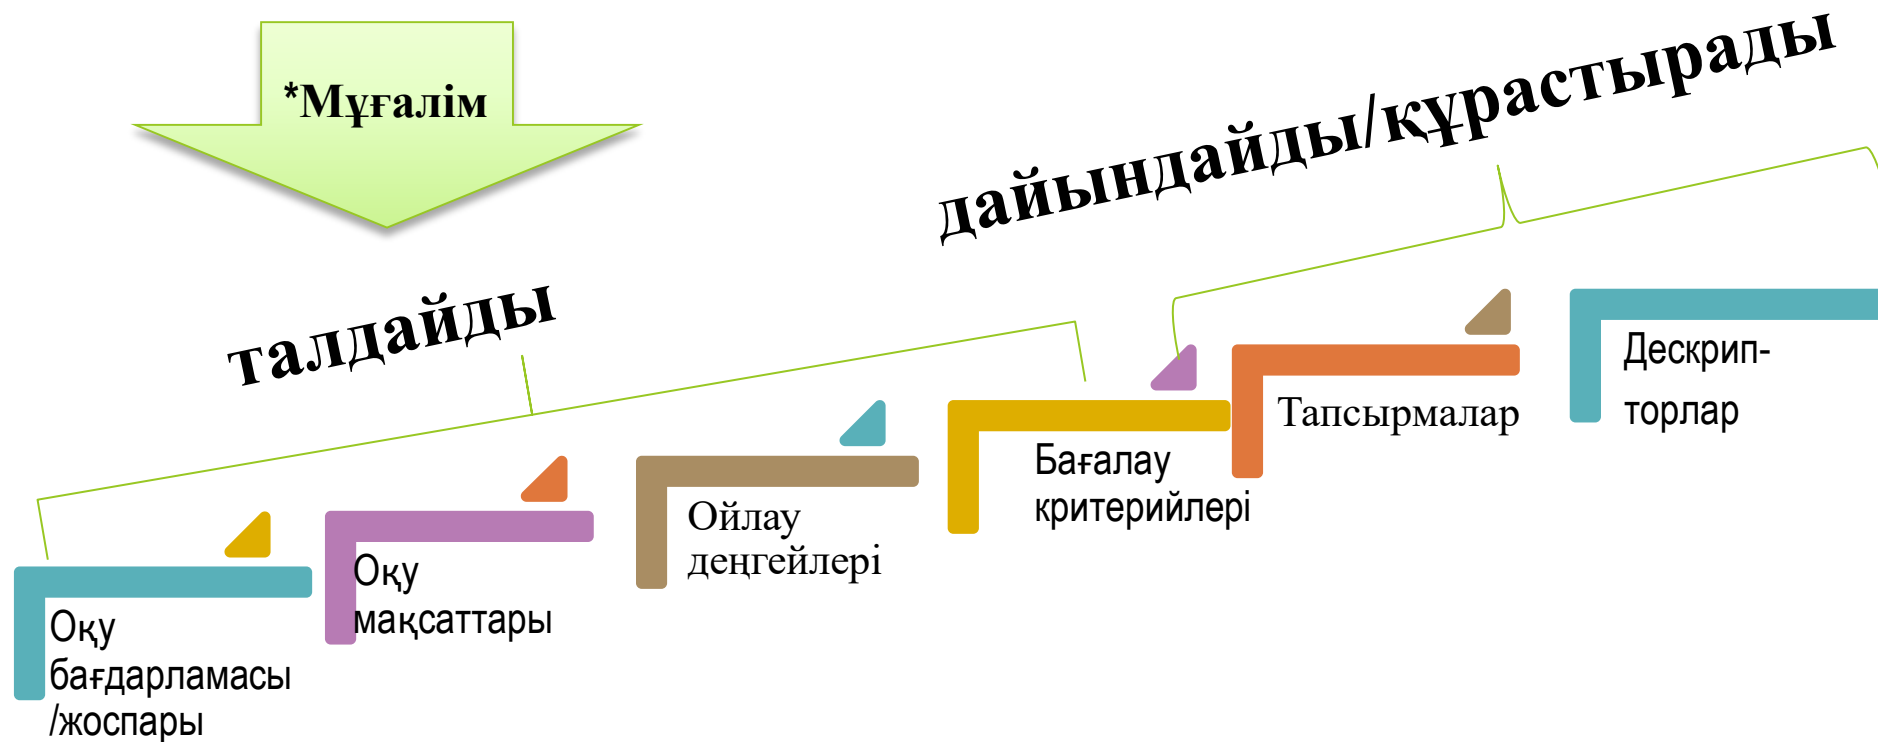 *Мұғалім
дайындайды/құрастырады
талдайды
Оқу
бағдарламасы
/жоспары
Оқу
мақсаттары
Ойлау
деңгейлері
Бағалау
критерийлері
Тапсырмалар
Дескрип-
торлар